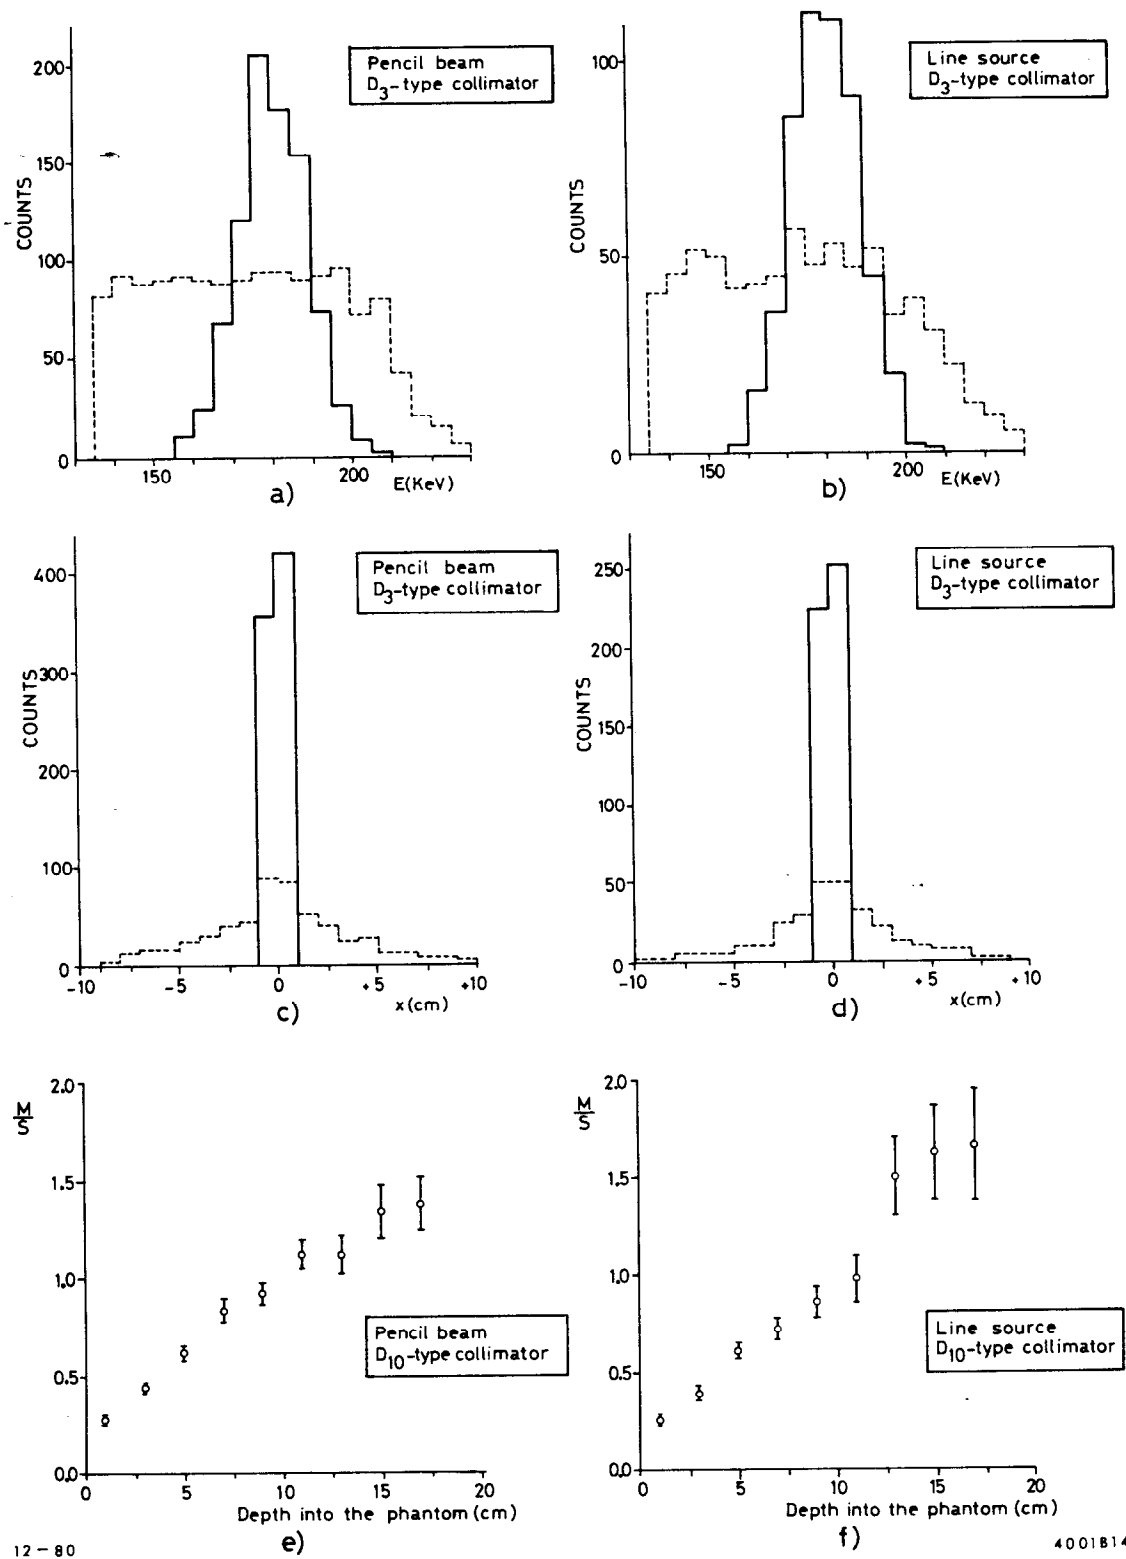 200
150
100
50
0
COUNTS
Pencil beam
D3-type collimator
150
200
E(KeV)
a)
100
50
0
COUNTS
Line source
D3-type collimator
150
200
E(KeV)
b)
400
300
200
100
0
COUNTS
Pencil beam
D3-type collimator
-10
-5
0
+5
+10
x(cm)
c)
250
200
150
100
50
0
COUNTS
Line source
D3-type collimator
-10
-5
0
+5
+10
x(cm)
d)
M
S
2.0
1.5
1.0
0.5
0.0
Pencil beam
D10-type collimator
0
5
10
15
20
Depth into the phantom (cm)
e)
M
S
2.0
1.5
1.0
0.5
0.0
Line source
D10-type collimator
0
5
10
15
20
Depth into the phantom (cm)
f)
12-80
4001B14